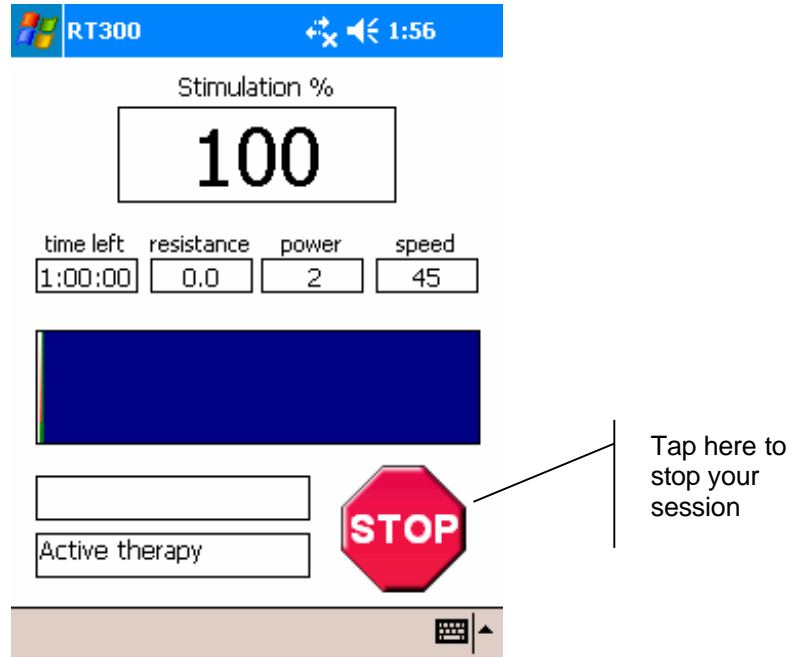 RT300 1:56
Stimulation %
100
time left resistance power speed
1:00:00 0.0 2 45
Tap here to
stop your
session
STOP
Active therapy